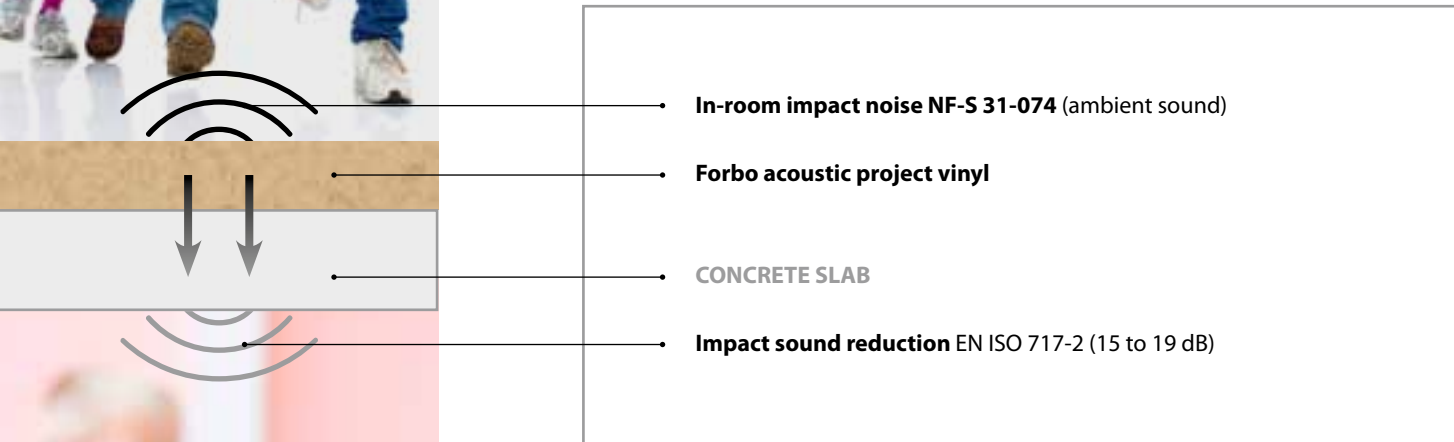 In-room impact noise NF-S 31-074 (ambient sound)
Forbo acoustic project vinyl
CONCRETE SLAB
Impact sound reduction EN ISO 717-2 (15 to 19 dB)